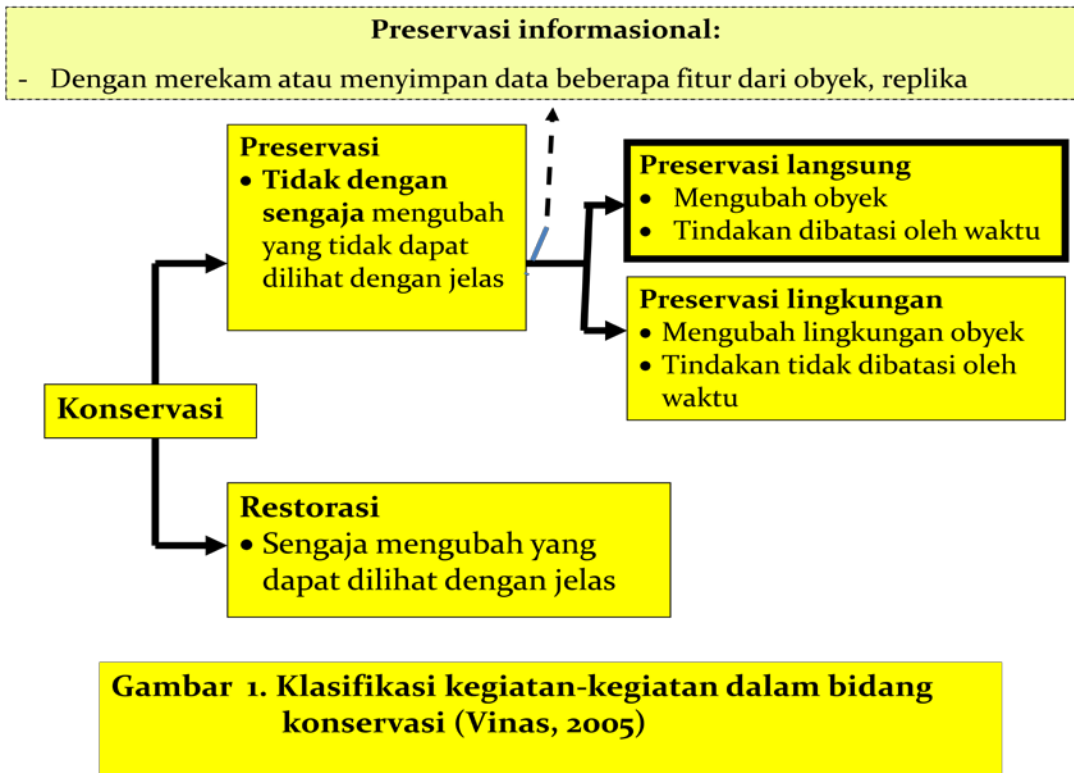 Preservasi informasional:
- Dengan merekam atau menyimpan data beberapa fitur dari obyek, replika
Preservasi
• Tidak dengan
sengaja mengubah
yang tidak dapat
dilihat dengan jelas
Preservasi langsung
• Mengubah obyek
• Tindakan dibatasi oleh waktu
Preservasi lingkungan
• Mengubah lingkungan obyek
• Tindakan tidak dibatasi oleh
waktu
Konservasi
Restorasi
• Sengaja mengubah yang
dapat dilihat dengan jelas
Gambar 1. Klasifikasi kegiatan-kegiatan dalam bidang
konservasi (Vinas, 2005)